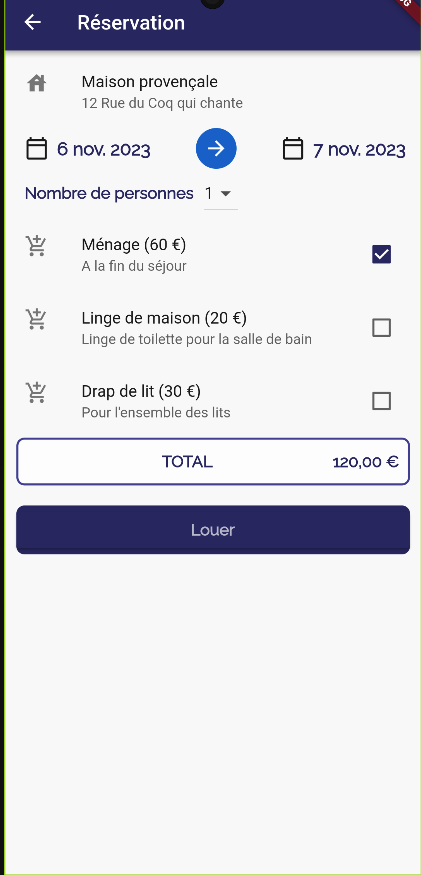 Réservation
Maison provençale
12 Rue du Coq qui chante
6 nov. 2023
7 nov. 2023
Nombre de personnes 1
Ménage (60 €)
A la fin du séjour
Linge de maison (20 €)
Linge de toilette pour la salle de bain
Drap de lit (30 €)
Pour l'ensemble des lits
TOTAL 120,00 €
Louer